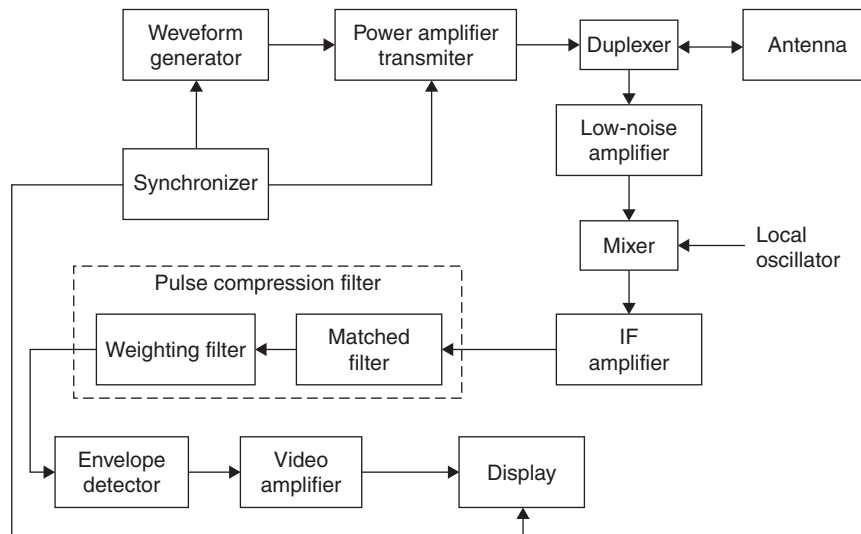 Weveform
generator
Power amplifier
transmiter
Duplexer
Antenna
Low-noise
amplifier
Synchronizer
Mixer
Local
oscillator
Pulse compression filter
Weighting filter
Matched
filter
IF
amplifier
Envelope
detector
Video
amplifier
Display